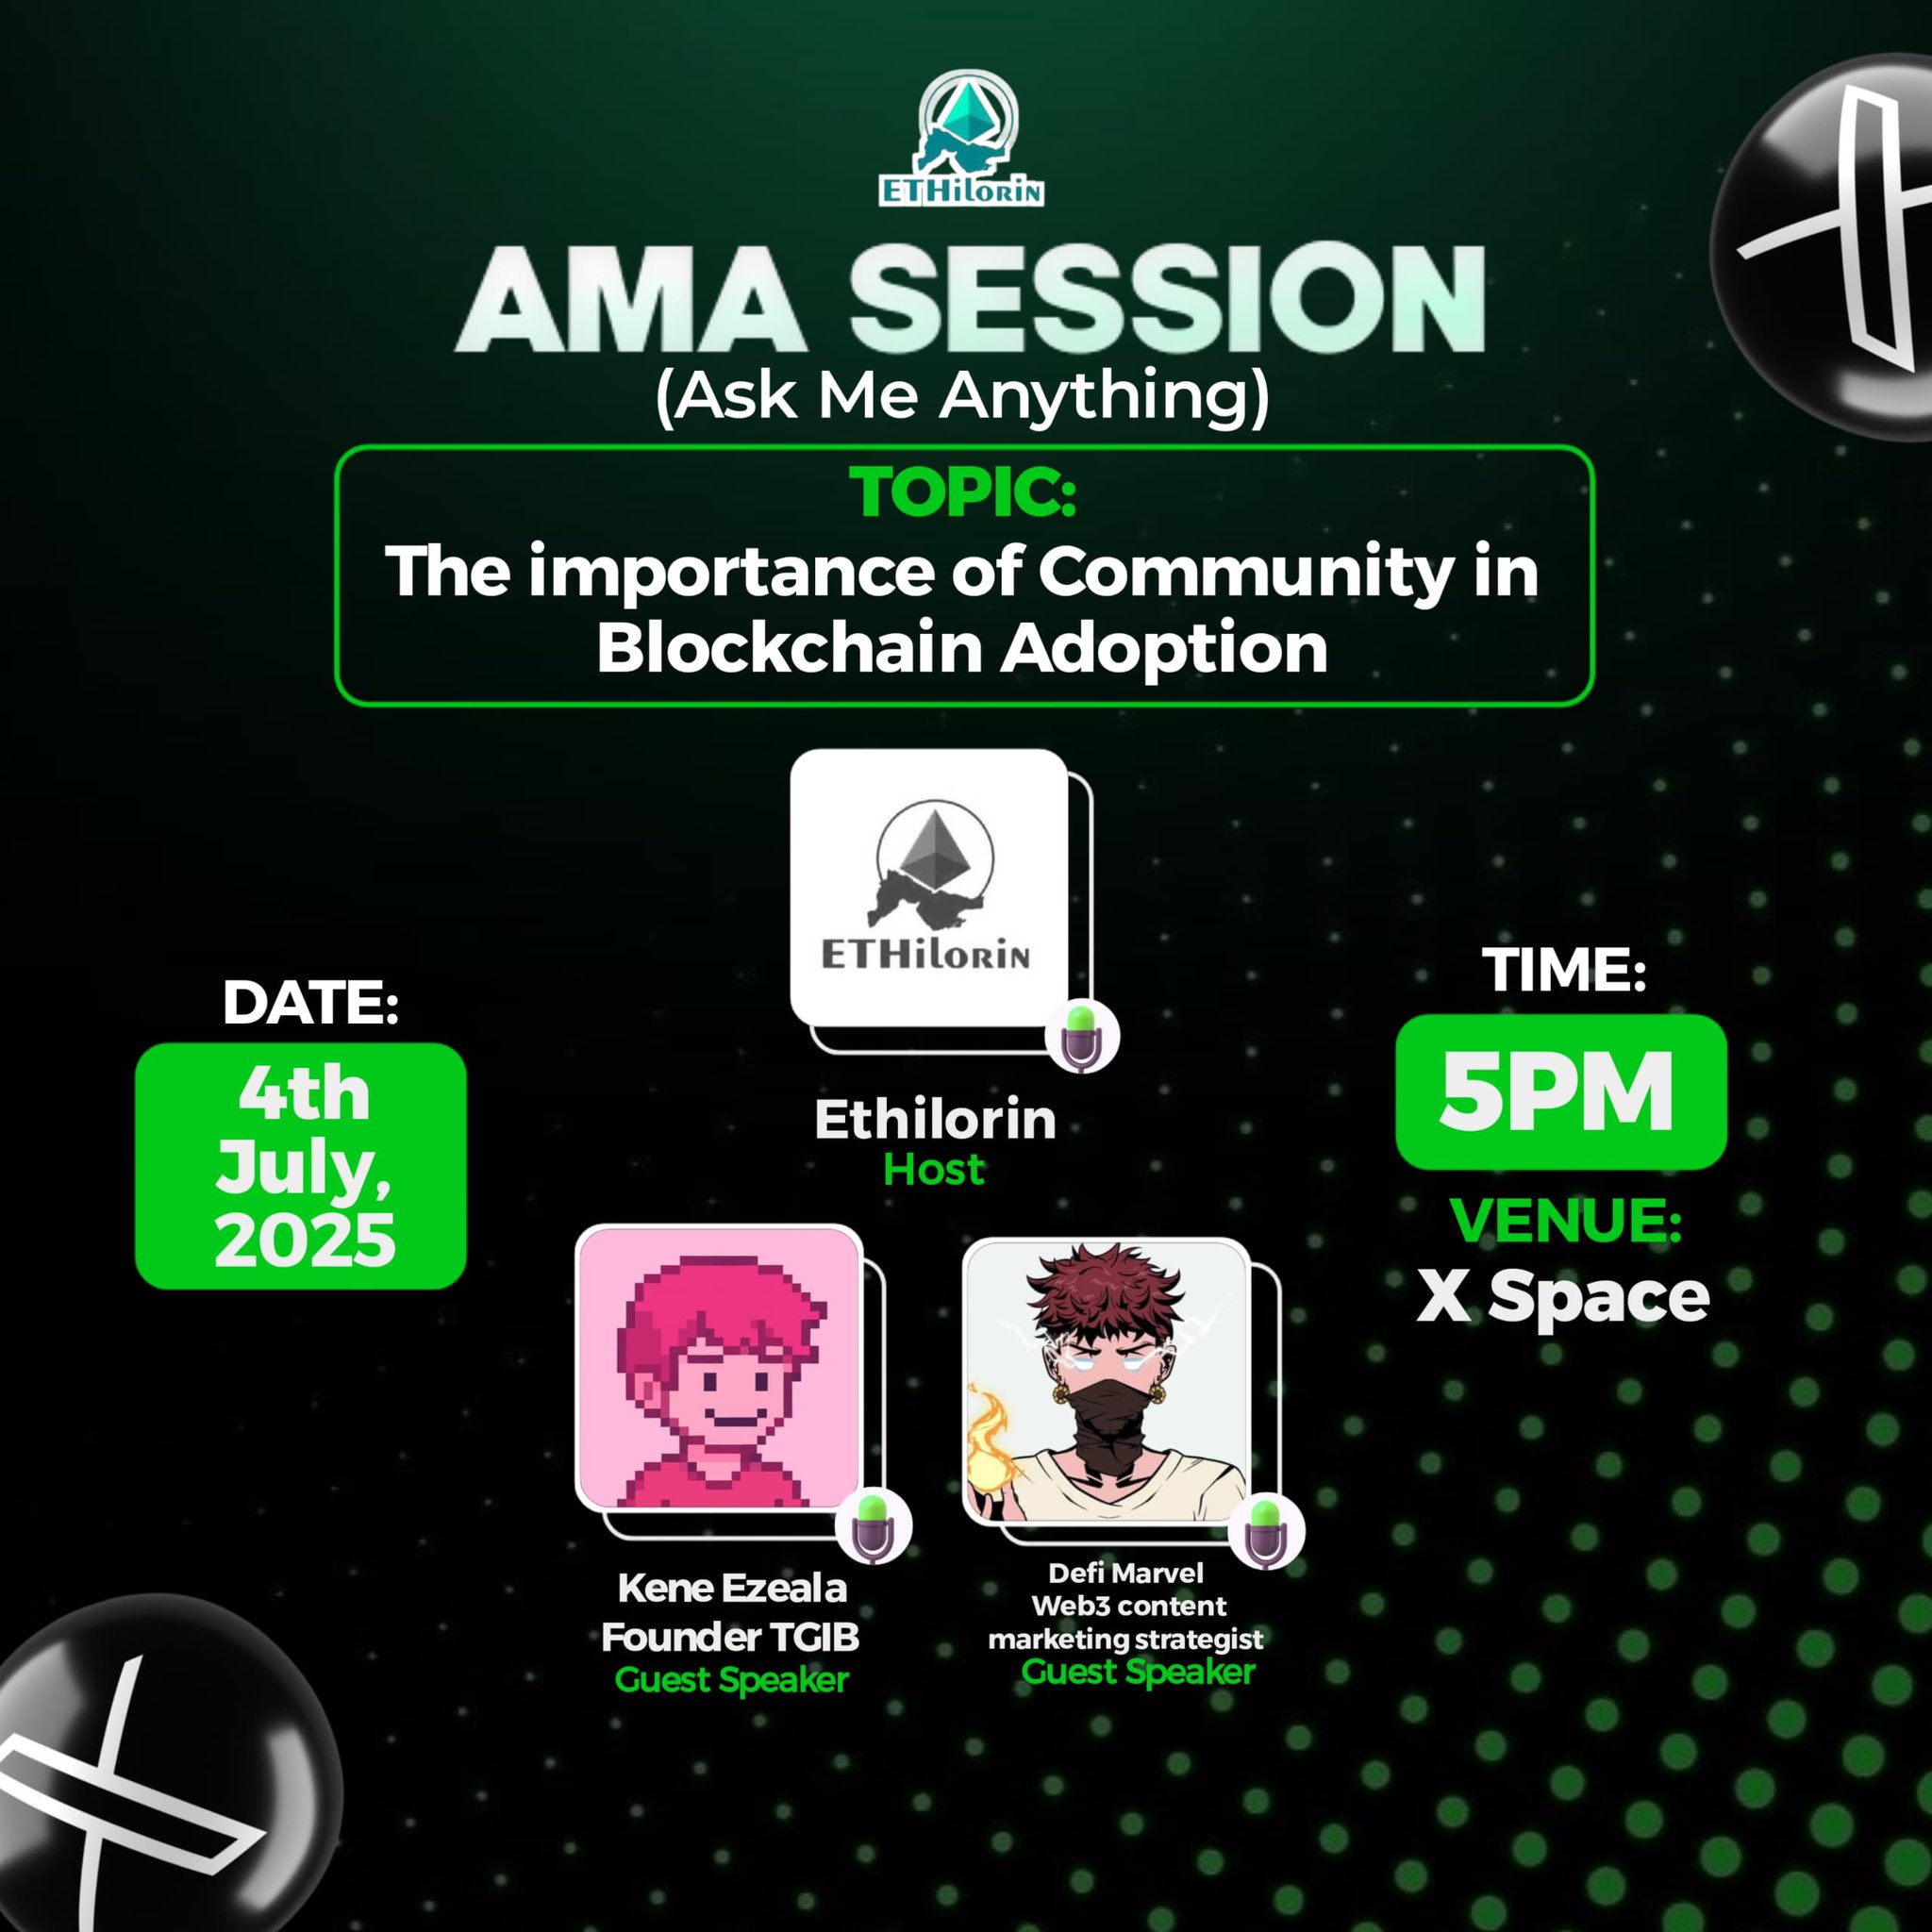 ETHilorin
AMA SESSION
(Ask Me Anything)
TOPIC:
The importance of Community in
Blockchain Adoption
ETHilorin
Ethilorin
Host
DATE:
4th
July,
2025
TIME:
5PM
VENUE:
X Space
Kene Ezeala
Founder TGIB
Guest Speaker
Defi Marvel
Web3 content
marketing strategist
Guest Speaker